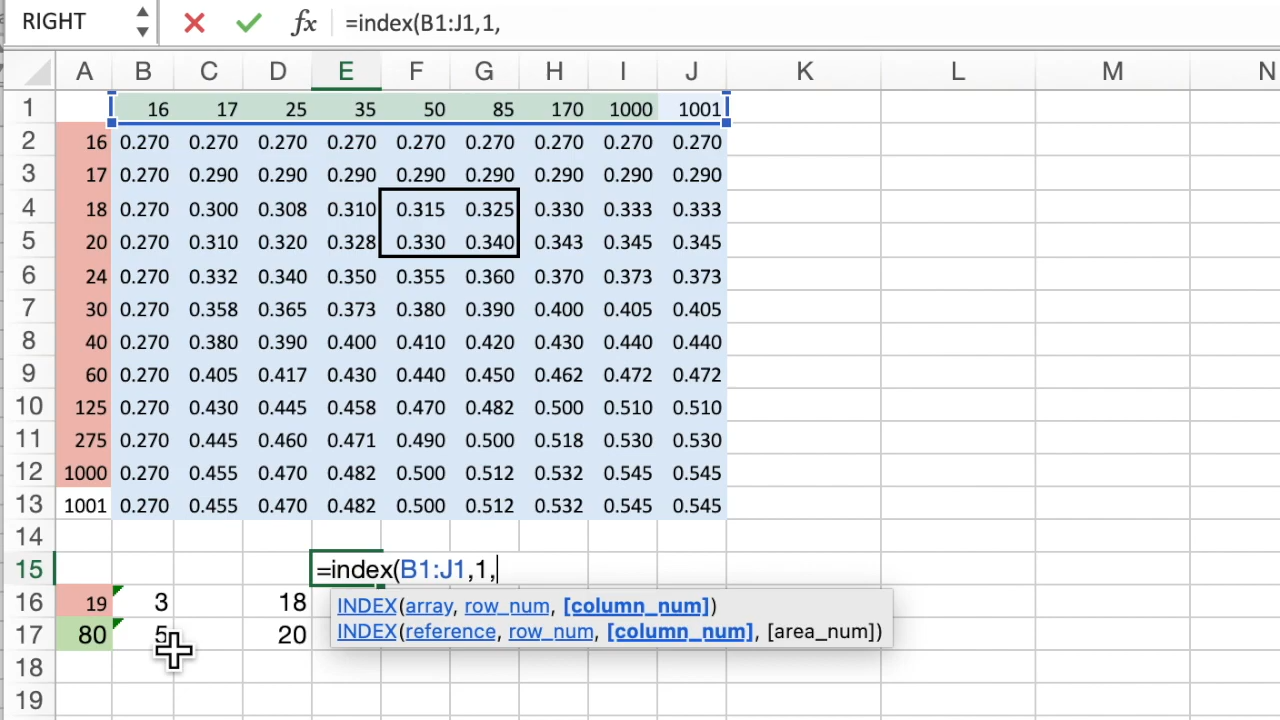 RIGHT fx =index(B1:J1,1,
A B C D E F G H I J K L M N
1 16 17 25 35 50 85 170 1000 1001
2 16 0.270 0.270 0.270 0.270 0.270 0.270 0.270 0.270 0.270
3 17 0.270 0.290 0.290 0.290 0.290 0.290 0.290 0.290 0.290
4 18 0.270 0.300 0.308 0.310 0.315 0.325 0.330 0.333 0.333
5 20 0.270 0.310 0.320 0.328 0.330 0.340 0.343 0.345 0.345
6 24 0.270 0.332 0.340 0.350 0.355 0.360 0.370 0.373 0.373
7 30 0.270 0.358 0.365 0.373 0.380 0.390 0.400 0.405 0.405
8 40 0.270 0.380 0.390 0.400 0.410 0.420 0.430 0.440 0.440
9 60 0.270 0.405 0.417 0.430 0.440 0.450 0.462 0.472 0.472
10 125 0.270 0.430 0.445 0.458 0.470 0.482 0.500 0.510 0.510
11 275 0.270 0.445 0.460 0.471 0.490 0.500 0.518 0.530 0.530
12 1000 0.270 0.455 0.470 0.482 0.500 0.512 0.532 0.545 0.545
13 1001 0.270 0.455 0.470 0.482 0.500 0.512 0.532 0.545 0.545
14
15 =index(B1:J1,1,
16 19 3 18 INDEX(array, row_num, [column_num])
17 80 5 20 INDEX(reference, row_num, [column_num], [area_num])
18
19